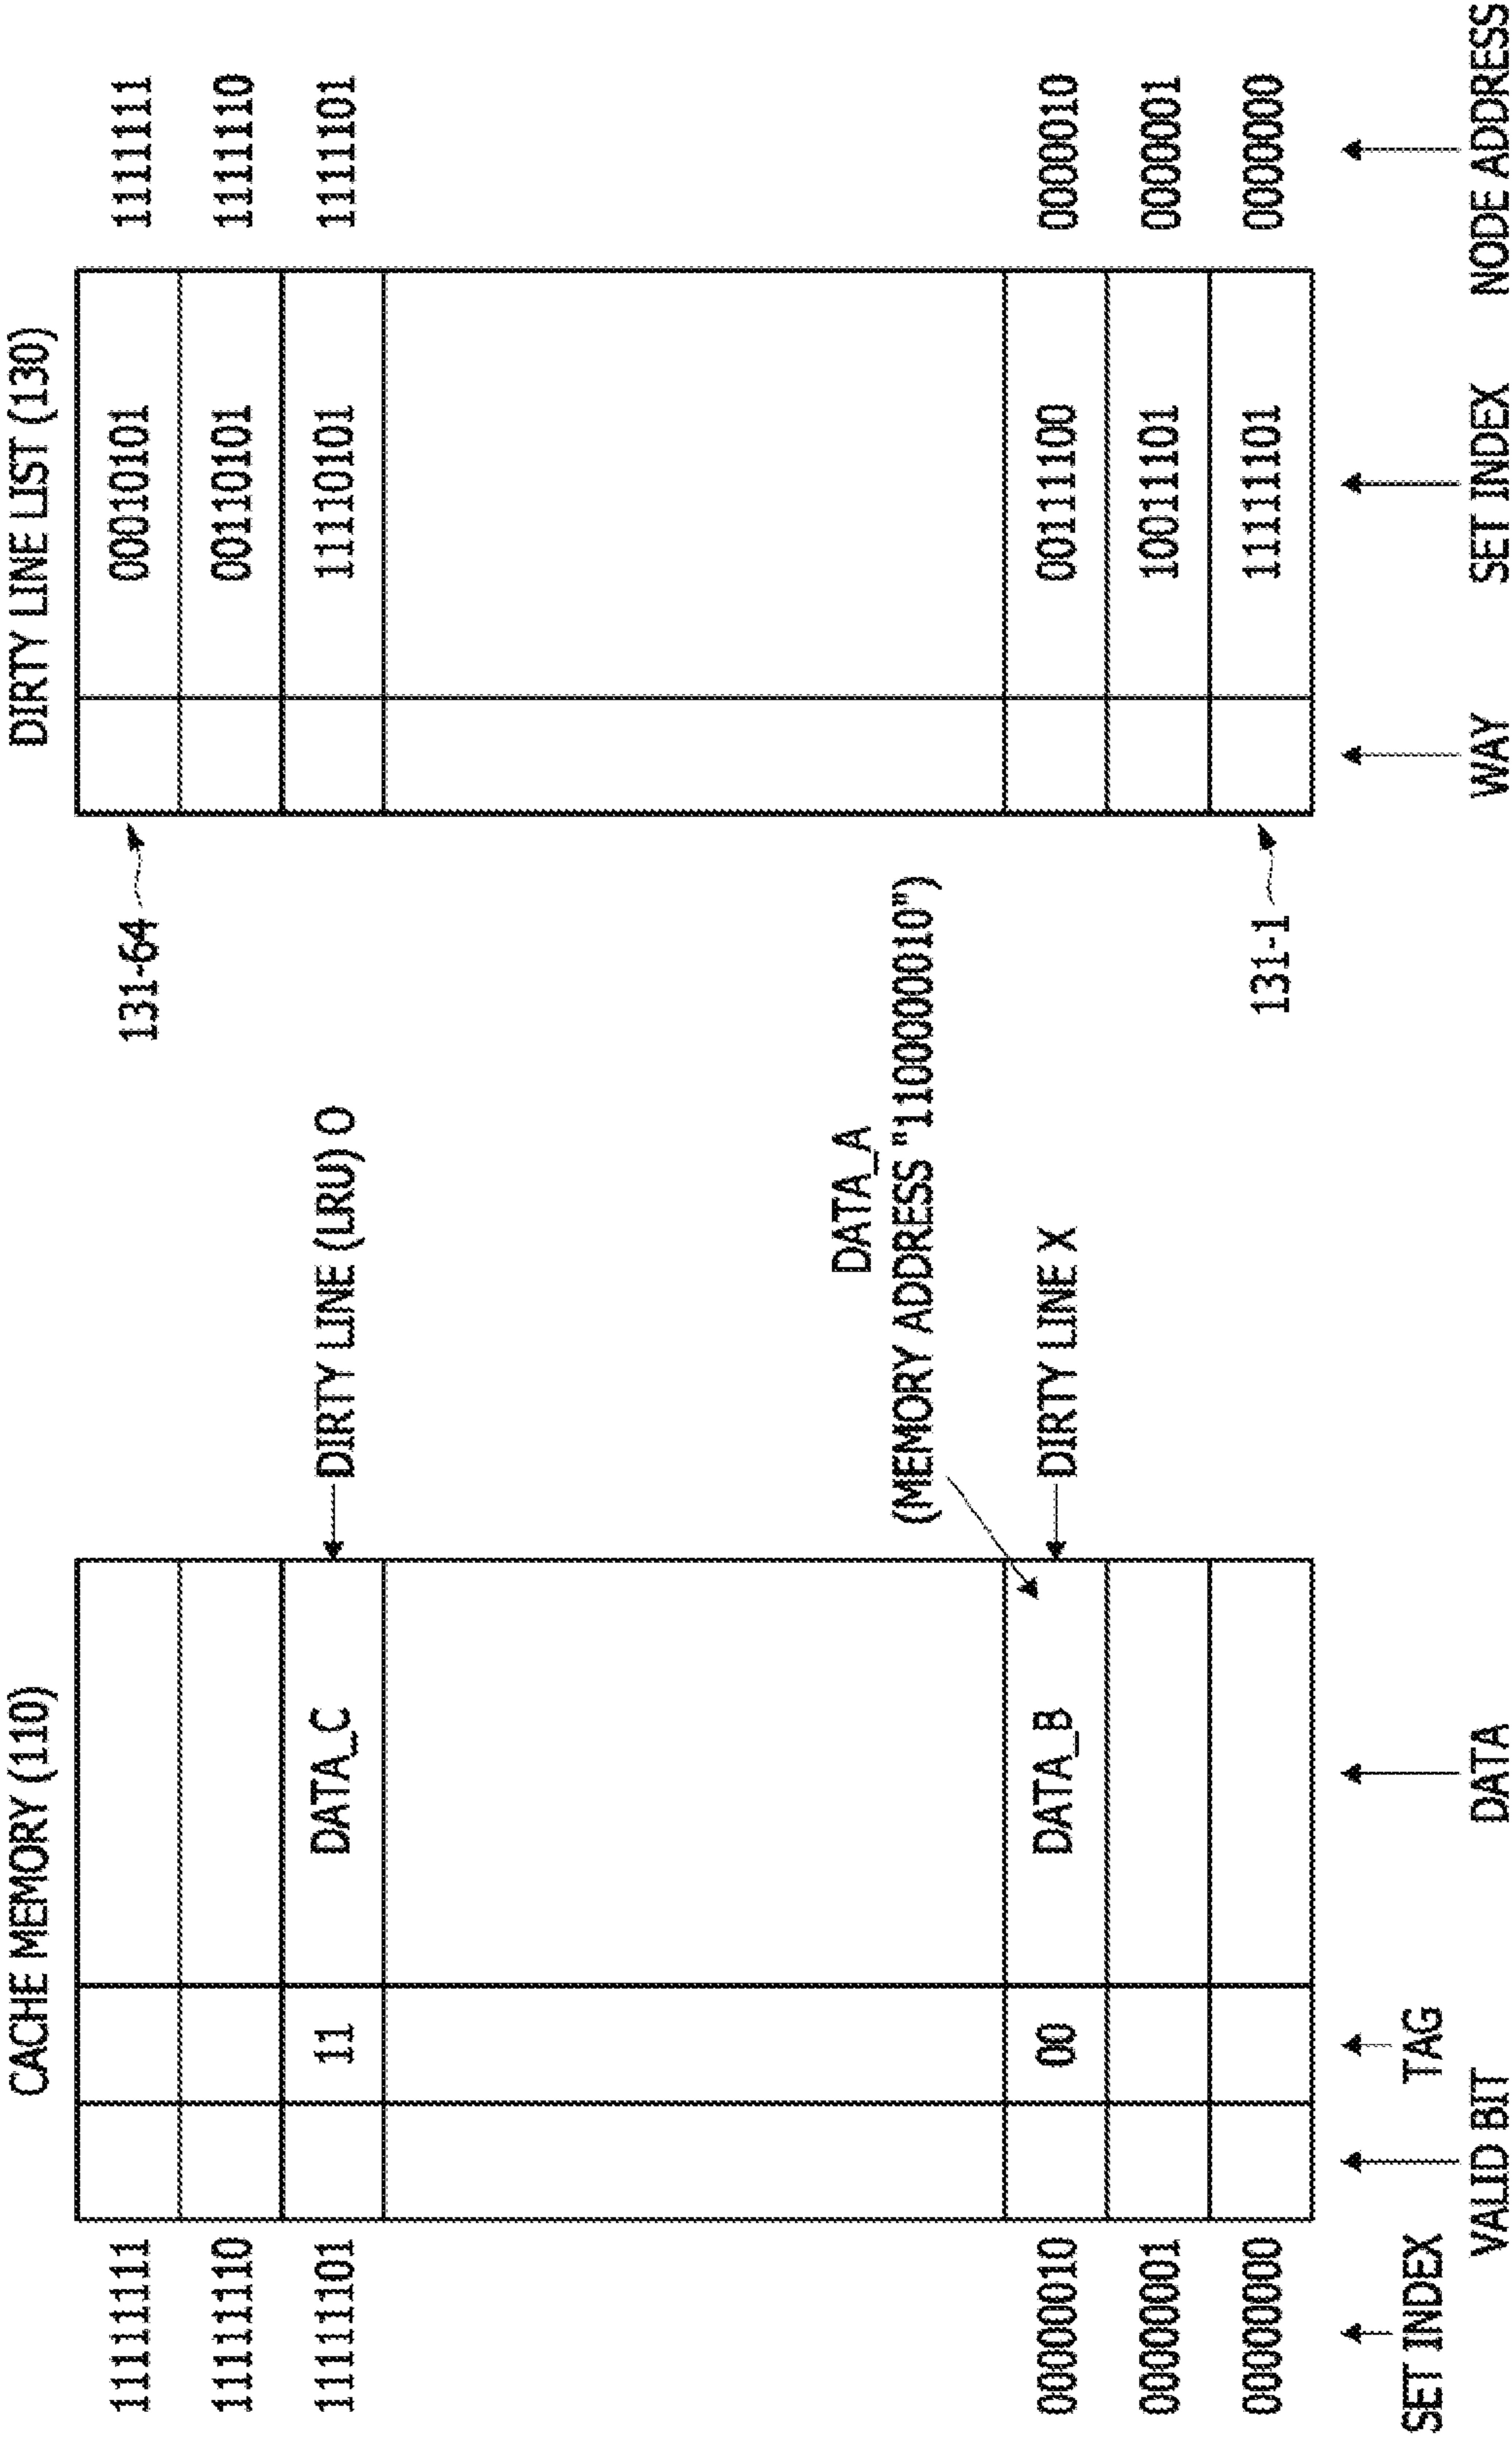 CACHE MEMORY (110)
11111111
11111110
11111101
11
DATA_C
DIRTY LINE (LRU) O
DATA_A
(MEMORY ADDRESS "1100000010")
00000010
00
DATA_B
DIRTY LINE X
00000001
00000000
SET INDEX
VALID BIT
TAG
DATA
DIRTY LINE LIST (130)
131-64
00010101
1111111
00110101
1111110
11110101
1111101
00111100
0000010
10011101
0000001
131-1
11111101
0000000
WAY
SET INDEX
NODE ADDRESS